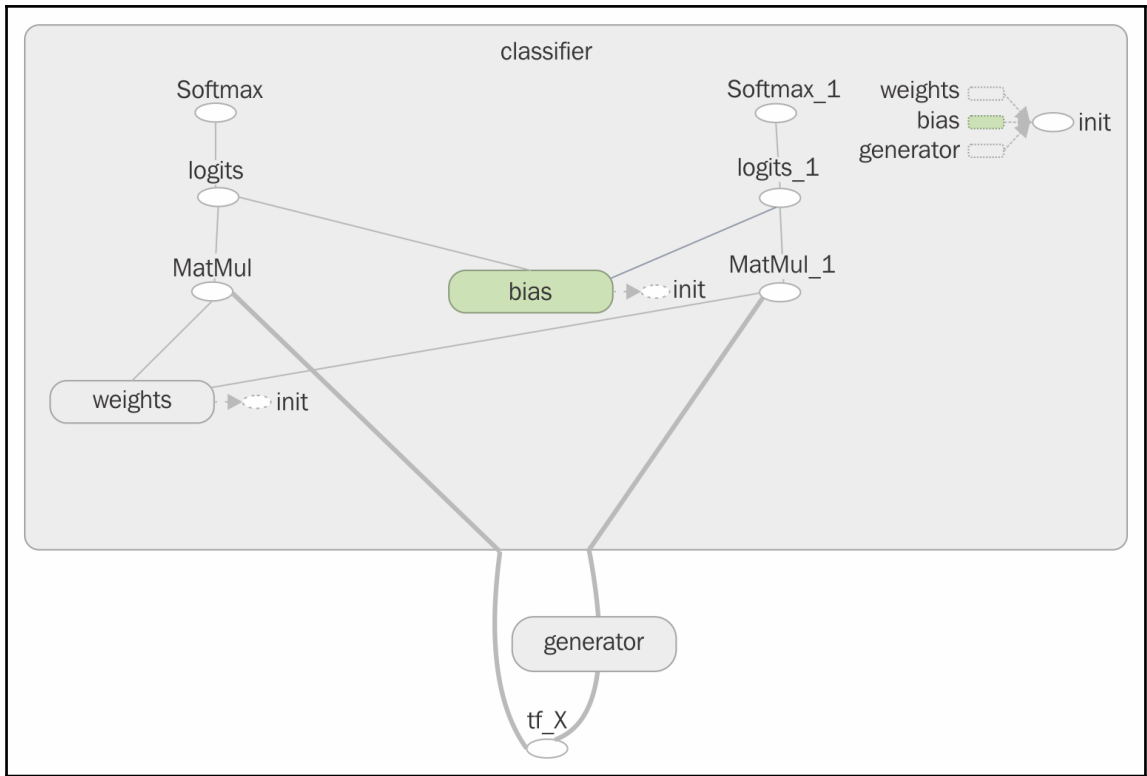 classifier
Softmax
Softmax_1
weights
bias
generator
init
logits
logits_1
MatMul
MatMul_1
bias
init
weights
init
generator
tf_X